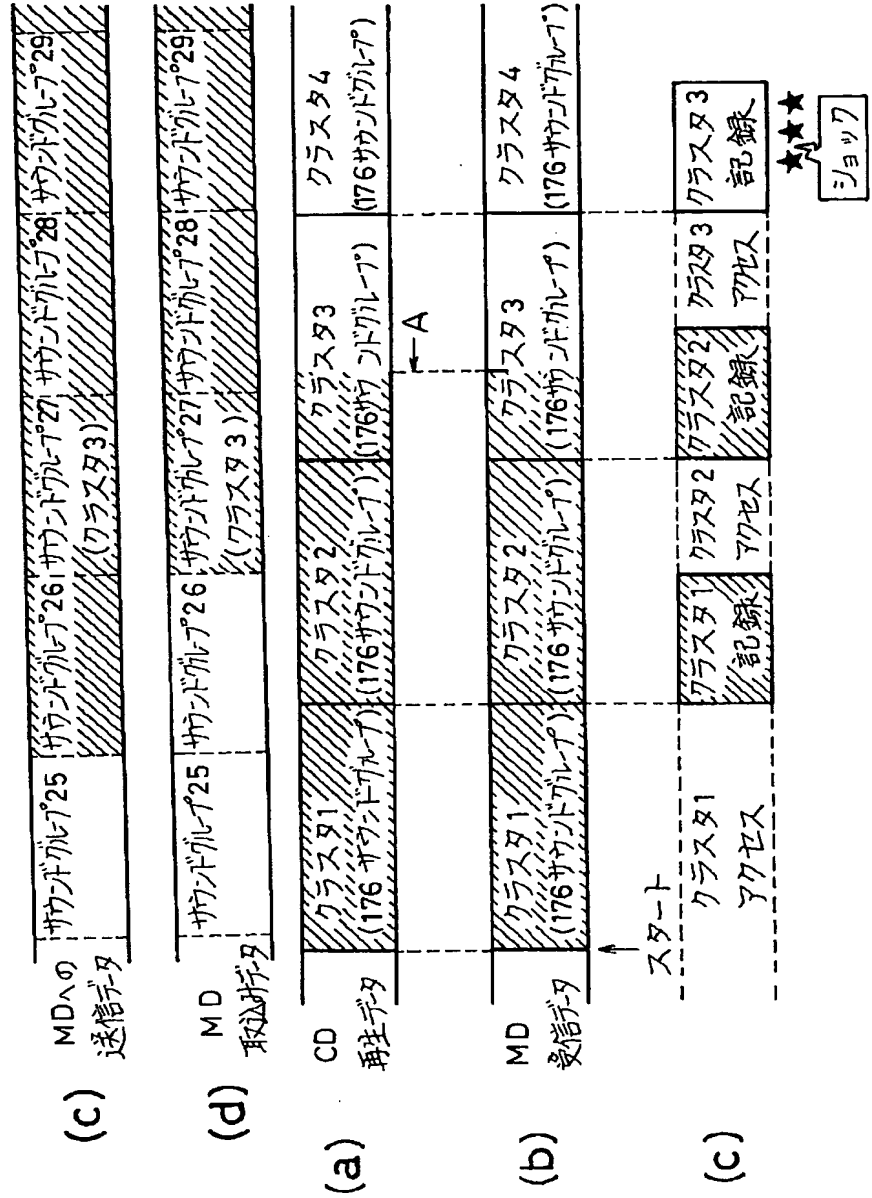 (c)
MDへの
送信データ
サウンドグループ25
サウンドグループ26
サウンドグループ27
(クラスタ3)
サウンドグループ28
サウンドグループ29
(d)
MD
取込みデータ
サウンドグループ25
サウンドグループ26
サウンドグループ27
(クラスタ3)
サウンドグループ28
サウンドグループ29
(a)
CD
再生データ
クラスタ1
(176サウンドグループ)
クラスタ2
(176サウンドグループ)
クラスタ3
(176サウンドグループ)
クラスタ4
(176サウンドグループ)
A
(b)
MD
受信データ
クラスタ1
(176サウンドグループ)
クラスタ2
(176サウンドグループ)
クラスタ3
(176サウンドグループ)
クラスタ4
(176サウンドグループ)
スタート
(c)
クラスタ1
アクセス
クラスタ1
記録
クラスタ2
アクセス
クラスタ2
記録
クラスタ3
アクセス
クラスタ3
記録
ショック